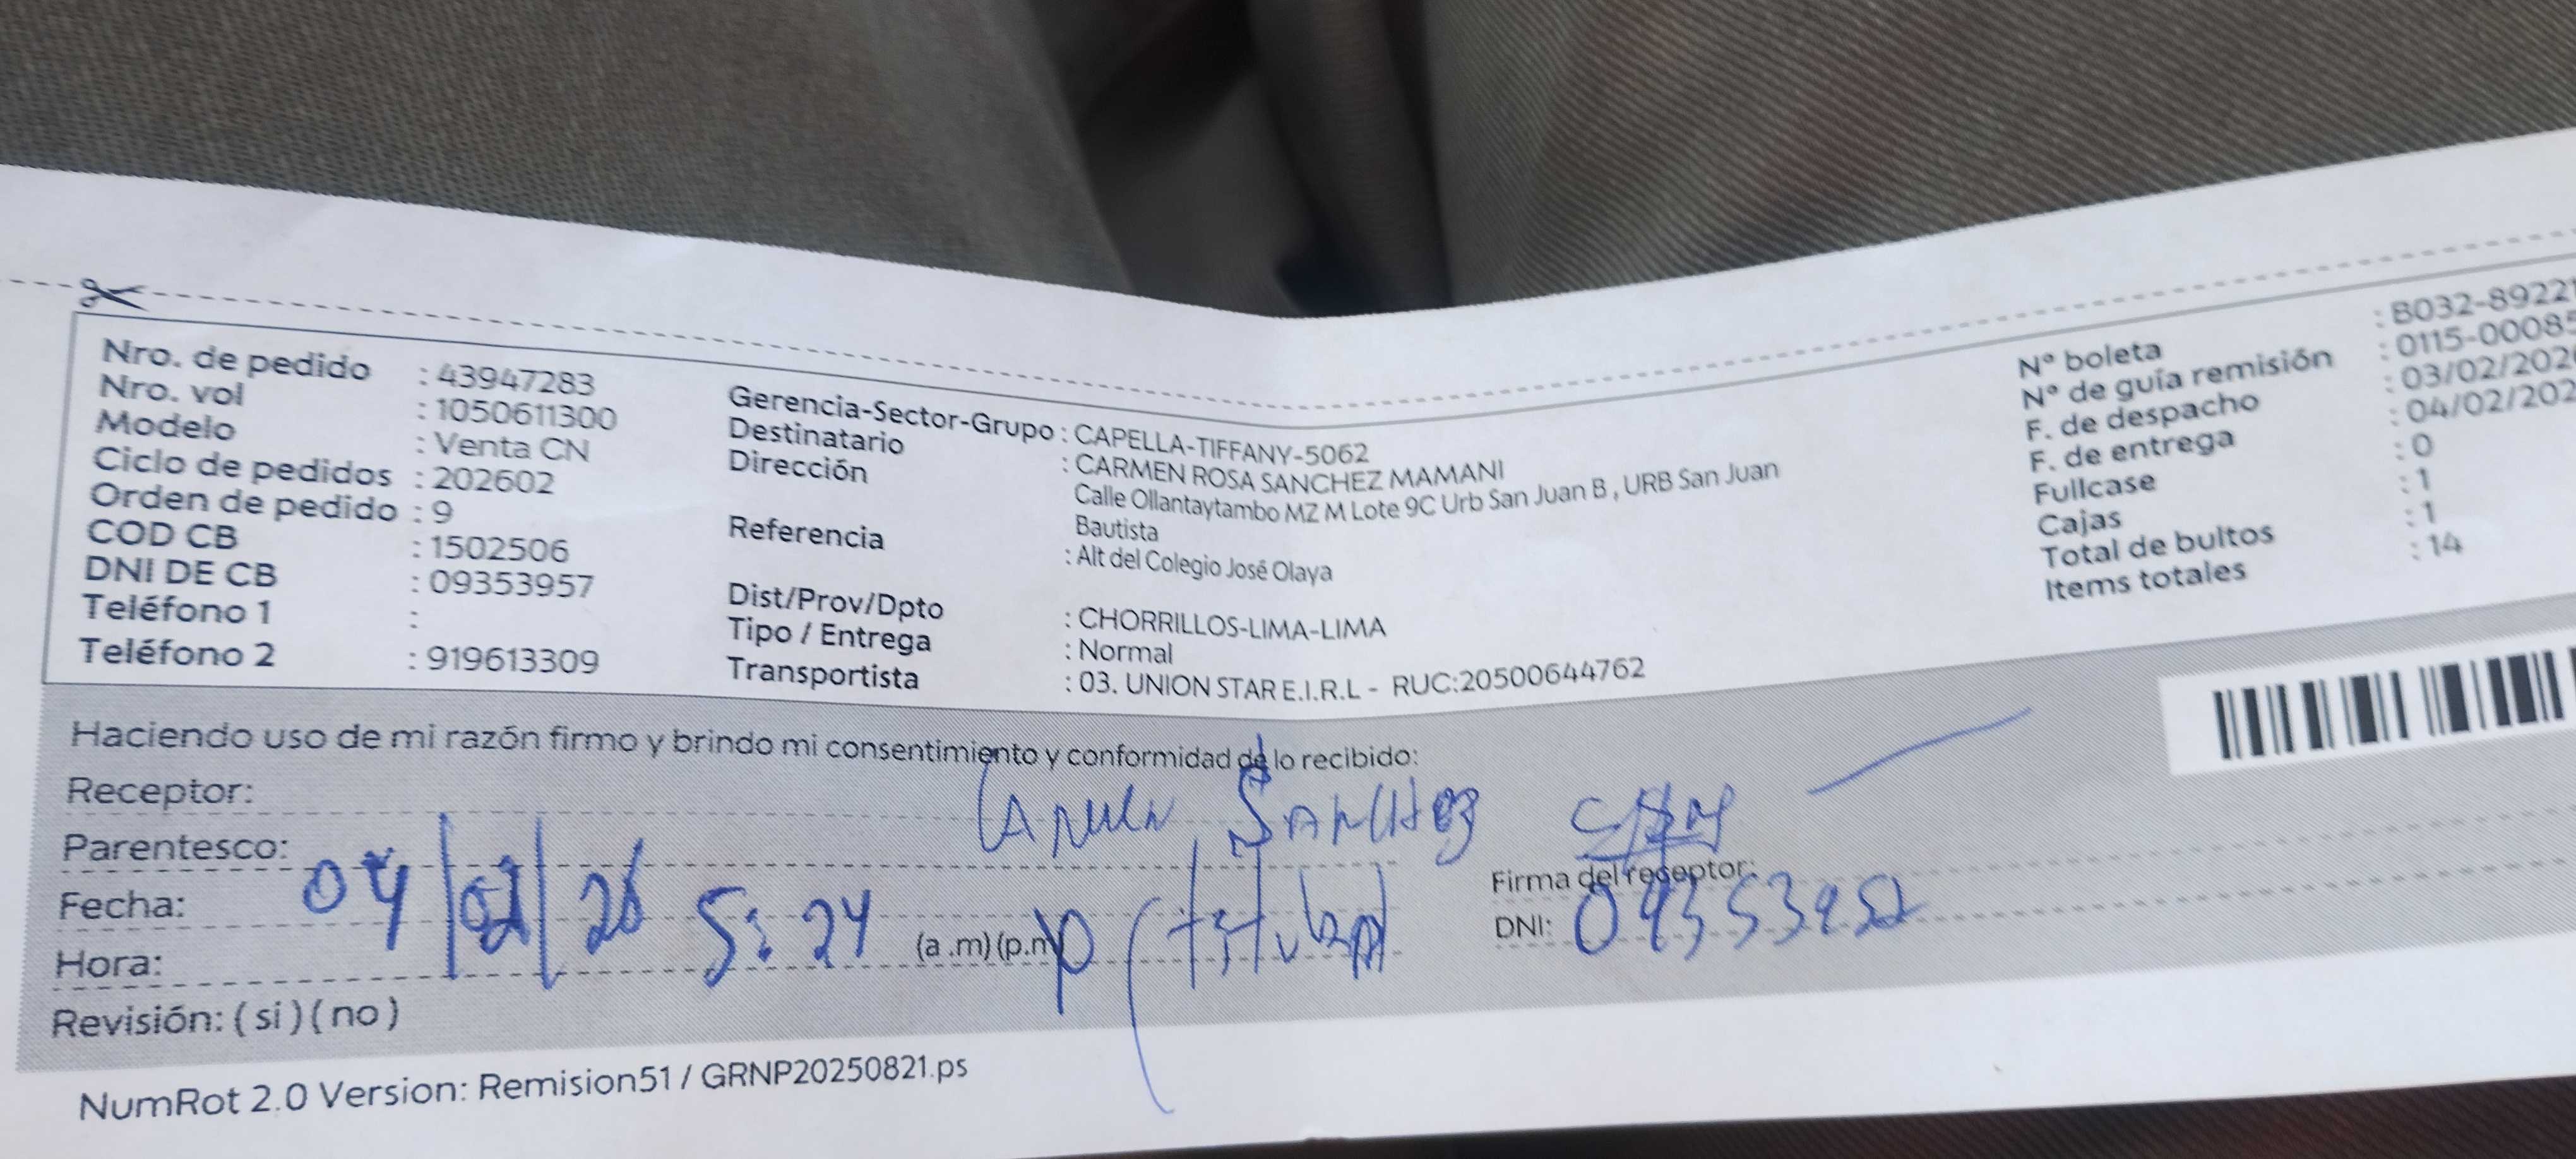 Nro. de pedido : 43947283
Nro. vol : 1050611300
Modelo : Venta CN
Ciclo de pedidos : 202602
Orden de pedido : 9
COD CB : 1502506
DNI DE CB : 09353957
Teléfono 1 :
Teléfono 2 : 919613309
Gerencia-Sector-Grupo : CAPELLA-TIFFANY-5062
Destinatario : CARMEN ROSA SANCHEZ MAMANI
Dirección Calle Ollantaytambo MZ M Lote 9C Urb San Juan B , URB San Juan
Bautista
Referencia : Alt del Colegio José Olaya
Dist/Prov/Dpto : CHORRILLOS-LIMA-LIMA
Tipo / Entrega : Normal
Transportista : 03. UNION STAR E.I.R.L - RUC:20500644762
N° boleta : B032-89221
N° de guía remisión : 0115-0008
F. de despacho : 03/02/202
F. de entrega : 04/02/202
Fullcase : 0
Cajas : 1
Total de bultos : 1
Items totales : 14
Haciendo uso de mi razón firmo y brindo mi consentimiento y conformidad de lo recibido:
Receptor: SANCHEZ
Parentesco:
Firma del receptor:
Fecha: 04/02/26
DNI:
Hora: 5:24 (a .m) (p.m)
Revisión: ( si ) ( no )
NumRot 2.0 Version: Remision51 / GRNP20250821.ps